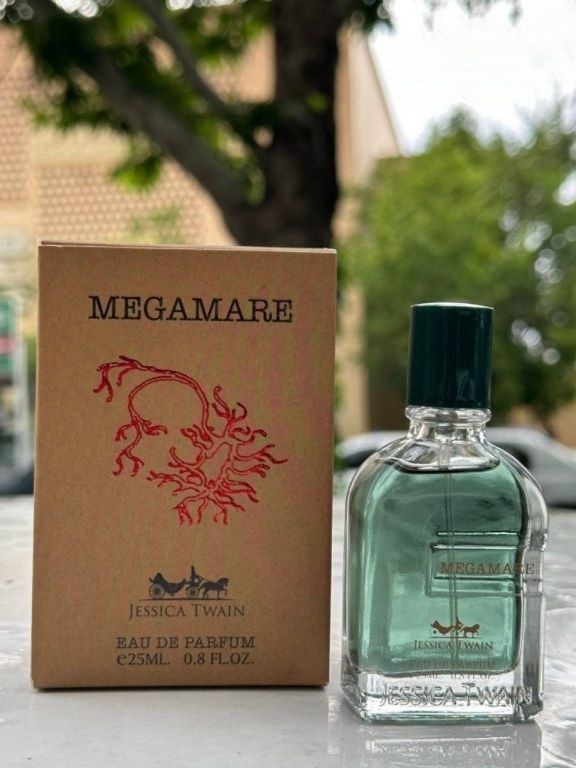 MEGAMARE
JESSICA TWAIN
EAU DE PARFUM
e25ML. 0.8 FL.OZ.
MEGAMARE
JESSICA TWAIN
EAU DE PARFUM
JESSICA TWAIN